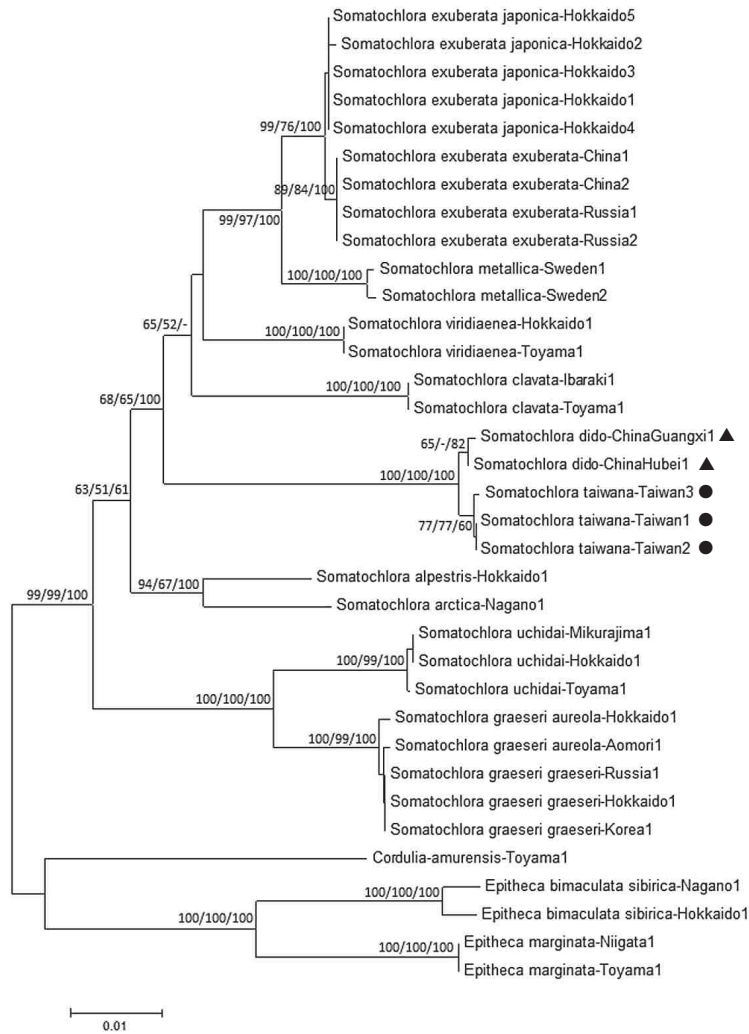 Somatochlora exuberata japonica-Hokkaido5
Somatochlora exuberata japonica-Hokkaido2
Somatochlora exuberata japonica-Hokkaido3
Somatochlora exuberata japonica-Hokkaido1
99/76/100
Somatochlora exuberata japonica-Hokkaido4
Somatochlora exuberata exuberata-China1
89/84/100
Somatochlora exuberata exuberata-China2
Somatochlora exuberata exuberata-Russia1
99/97/100
Somatochlora exuberata exuberata-Russia2
100/100/100
Somatochlora metallica-Sweden1
Somatochlora metallica-Sweden2
65/52/-
100/100/100
Somatochlora viridiaenea-Hokkaido1
Somatochlora viridiaenea-Toyama1
100/100/100
Somatochlora clavata-Ibaraki1
68/65/100
Somatochlora clavata-Toyama1
65/-/82
Somatochlora dido-ChinaGuangxi1
Somatochlora dido-ChinaHubei1
100/100/100
63/51/61
Somatochlora taiwana-Taiwan3
77/77/60
Somatochlora taiwana-Taiwan1
Somatochlora taiwana-Taiwan2
94/67/100
Somatochlora alpestris-Hokkaido1
99/99/100
Somatochlora arctica-Nagano1
Somatochlora uchidai-Mikurajima1
100/99/100
Somatochlora uchidai-Hokkaido1
Somatochlora uchidai-Toyama1
100/100/100
Somatochlora graeseri aureola-Hokkaido1
100/99/100
Somatochlora graeseri aureola-Aomori1
Somatochlora graeseri graeseri-Russia1
Somatochlora graeseri graeseri-Hokkaido1
Somatochlora graeseri graeseri-Korea1
Cordulia-amurensis-Toyama1
100/100/100
Epitheca bimaculata sibirica-Nagano1
100/100/100
Epitheca bimaculata sibirica-Hokkaido1
100/100/100
Epitheca marginata-Niigata1
Epitheca marginata-Toyama1
0.01